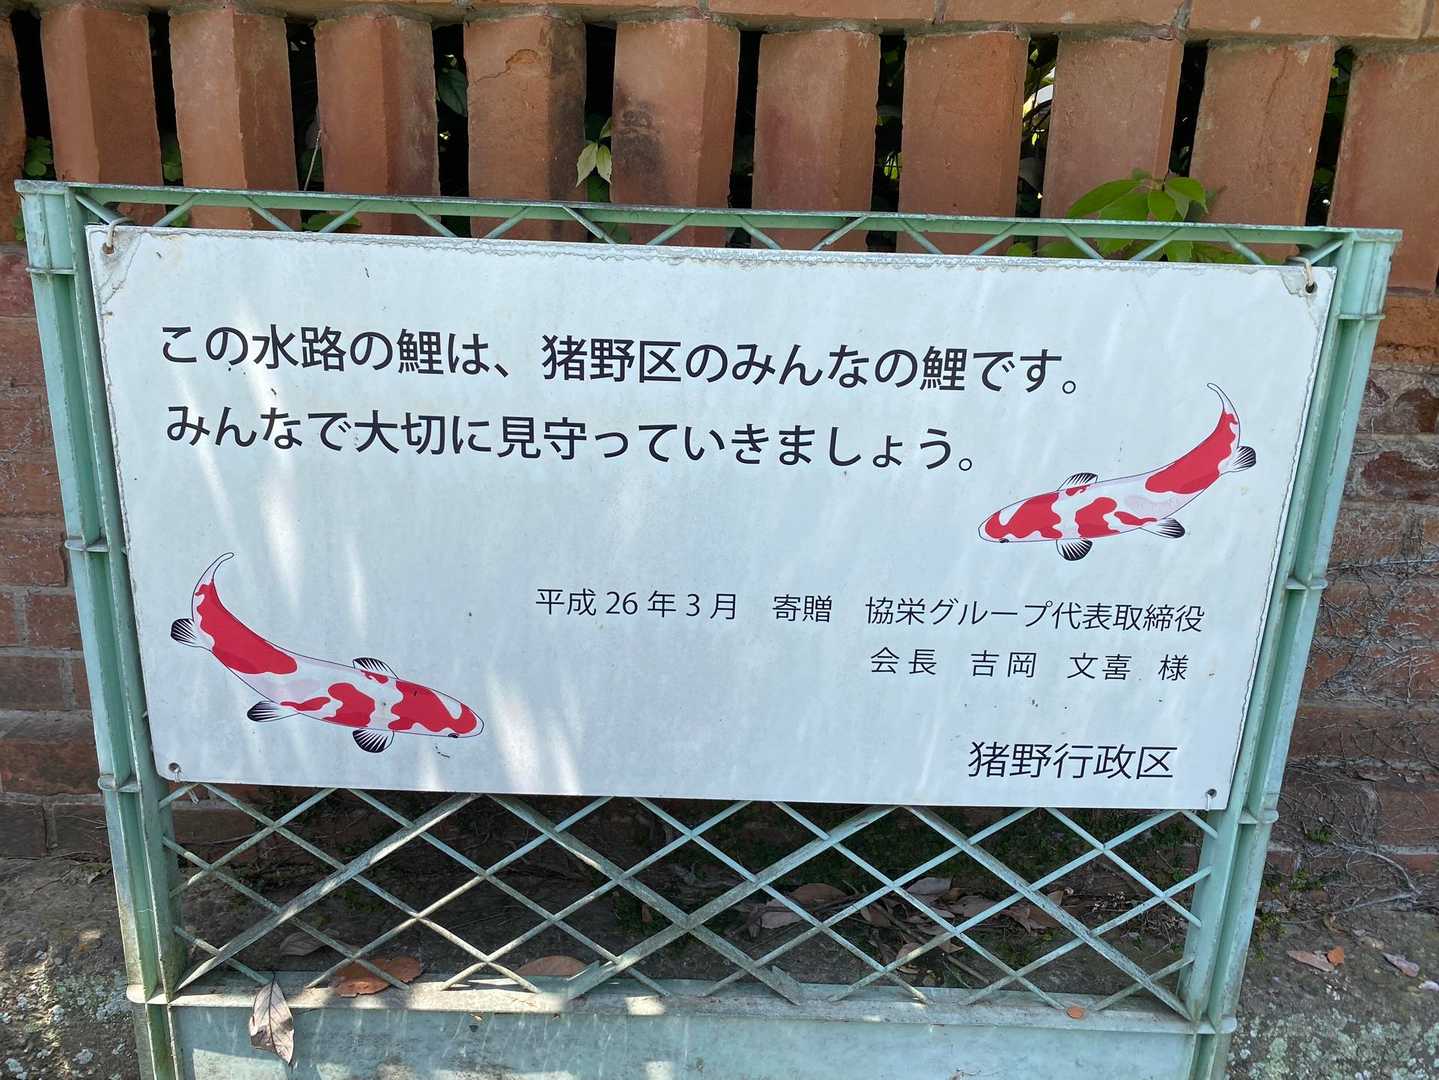 この水路の鯉は、猪野区のみんなの鯉です。
みんなで大切に見守っていきましょう。
平成26年3月　寄贈　協栄グループ代表取締役
会長　吉岡　文喜　様
猪野行政区